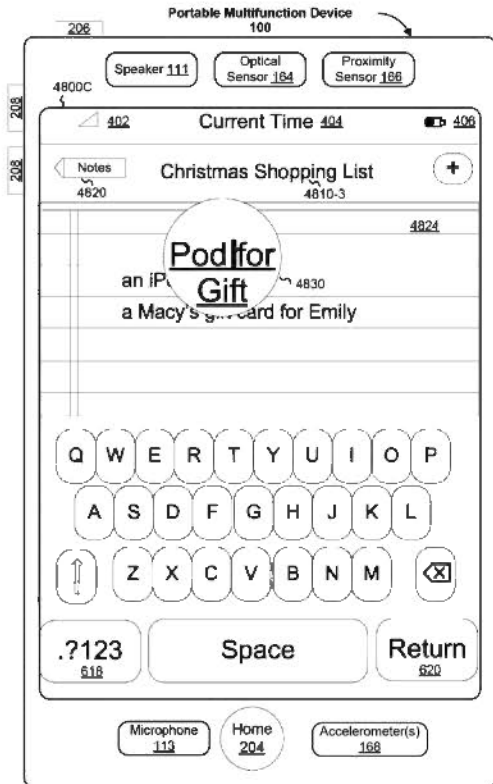 Portable Multifunction Device
100
206
Speaker 111
Optical
Sensor 164
Proximity
Sensor 166
4800C
208
402
Current Time 404
406
208
Notes
Christmas Shopping List
+
4820
4810-3
4824
Pod for
Gift
an iP
4830
a Macy's gift card for Emily
Q W E R T Y U I O P
A S D F G H J K L
Z X C V B N M
.?123
618
Space
Return
620
Microphone
113
Home
204
Accelerometer(s)
168